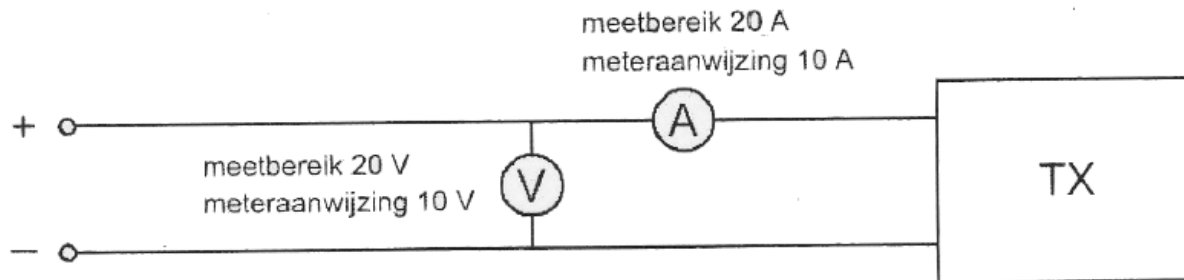 meetbereik 20 A
meteraanwijzing 10 A
+
A
meetbereik 20 V
meteraanwijzing 10 V
V
TX
—